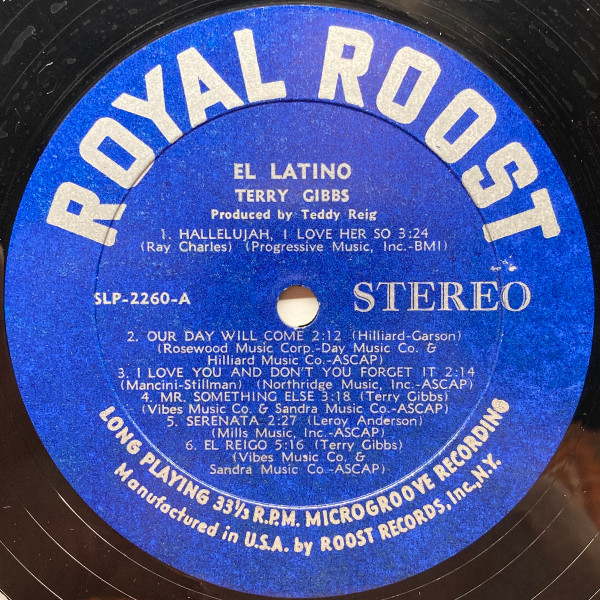 ROYAL ROOST
EL LATINO
TERRY GIBBS
Produced by Teddy Reig
1. HALLELUJAH, I LOVE HER SO 3:24
(Ray Charles) (Progressive Music, Inc.-BMI)
SLP-2260-A
STEREO
2. OUR DAY WILL COME 2:12 (Hilliard-Garson)
(Rosewood Music Corp.-Day Music Co. &
Hilliard Music Co.-ASCAP)
3. I LOVE YOU AND DON'T YOU FORGET IT 2:14
(Mancini-Stillman) (Northridge Music, Inc.-ASCAP)
4. MR. SOMETHING ELSE 3:18 (Terry Gibbs)
(Vibes Music Co. & Sandra Music Co.-ASCAP)
5. SERENATA 2:27 (Leroy Anderson)
(Mills Music, Inc.-ASCAP)
6. EL REIGO 5:16 (Terry Gibbs)
(Vibes Music Co. &
Sandra Music Co.-ASCAP)
LONG PLAYING 33⅓ R.P.M. MICROGROOVE RECORDING
Manufactured in U.S.A. by ROOST RECORDS, Inc., N.Y.